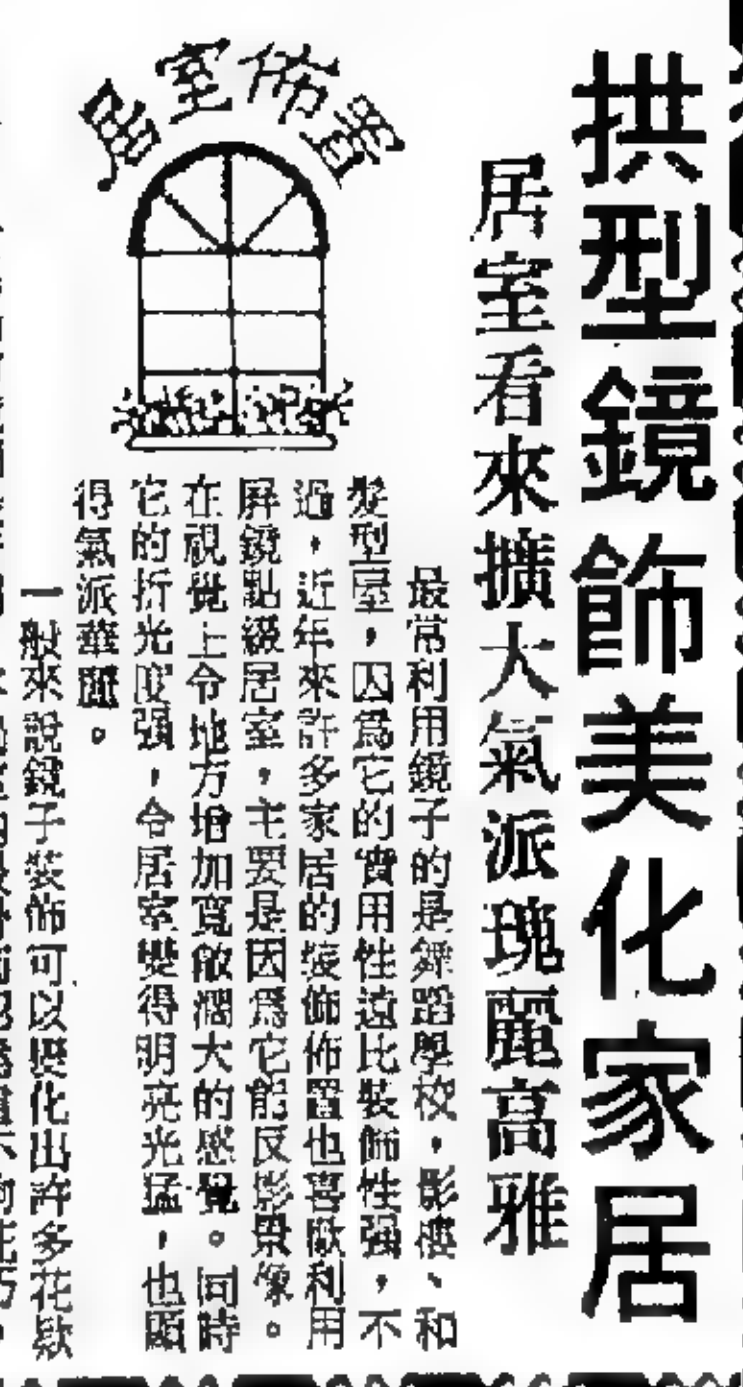 拱型鏡飾美化家居
居室看來擴大氣派瑰麗高雅
居室佈置
最常利用鏡子的是舞蹈學校，影樓、和
髮型屋，因爲它的實用性遠比裝飾性强，不
過，近年來許多家居的裝飾佈置也喜歡利用
屏鏡點綴居室，主要是因爲它能反影景像。
在視覺上令地方增加寬敞濶大的感覺。同時
它的折光度强，令居室變得明亮光猛，也顯
得氣派華麗。
一般來說鏡子裝飾可以變化出許多花款